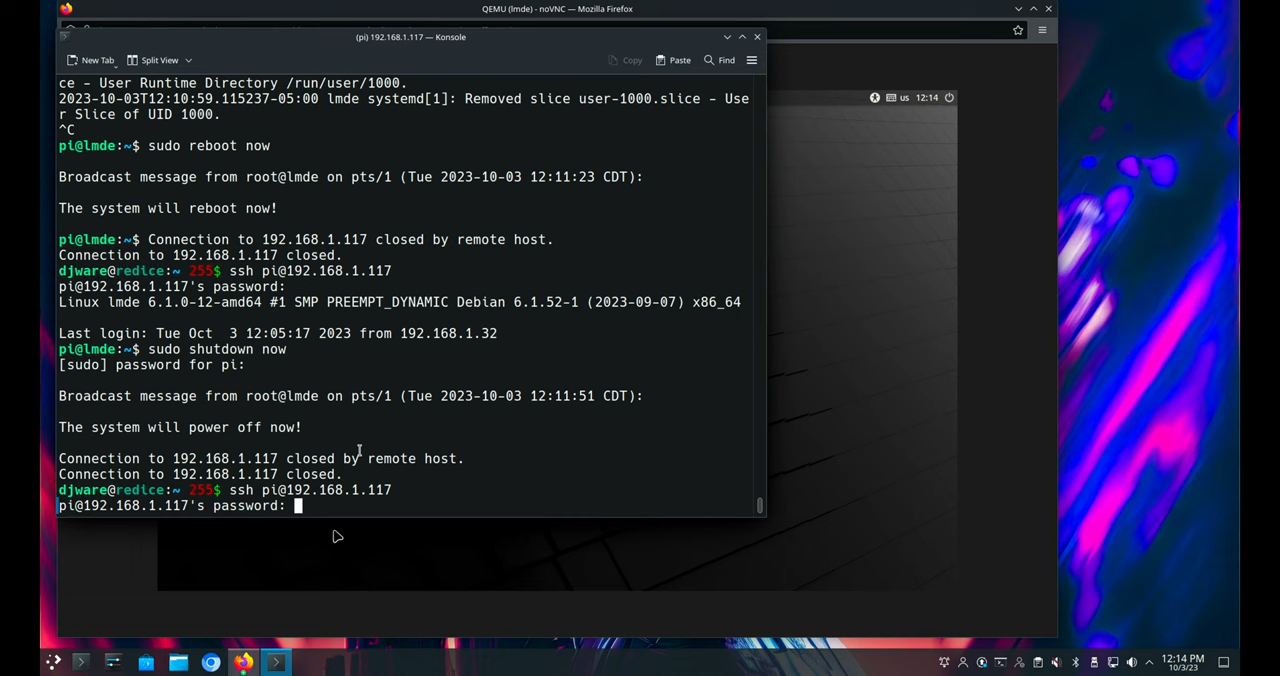 QEMU (lmde) - noVNC — Mozilla Firefox
(pi) 192.168.1.117 — Konsole
New Tab Split View Copy Paste Find
us 12:14
ce - User Runtime Directory /run/user/1000.
2023-10-03T12:10:59.115237-05:00 lmde systemd[1]: Removed slice user-1000.slice - Use
r Slice of UID 1000.
^C
pi@lmde:~$ sudo reboot now
Broadcast message from root@lmde on pts/1 (Tue 2023-10-03 12:11:23 CDT):
The system will reboot now!
pi@lmde:~$ Connection to 192.168.1.117 closed by remote host.
Connection to 192.168.1.117 closed.
djware@redice:~ 255$ ssh pi@192.168.1.117
pi@192.168.1.117's password:
Linux lmde 6.1.0-12-amd64 #1 SMP PREEMPT_DYNAMIC Debian 6.1.52-1 (2023-09-07) x86_64
Last login: Tue Oct  3 12:05:17 2023 from 192.168.1.32
pi@lmde:~$ sudo shutdown now
[sudo] password for pi:
Broadcast message from root@lmde on pts/1 (Tue 2023-10-03 12:11:51 CDT):
The system will power off now!
Connection to 192.168.1.117 closed by remote host.
Connection to 192.168.1.117 closed.
djware@redice:~ 255$ ssh pi@192.168.1.117
pi@192.168.1.117's password:
12:14 PM
10/3/23